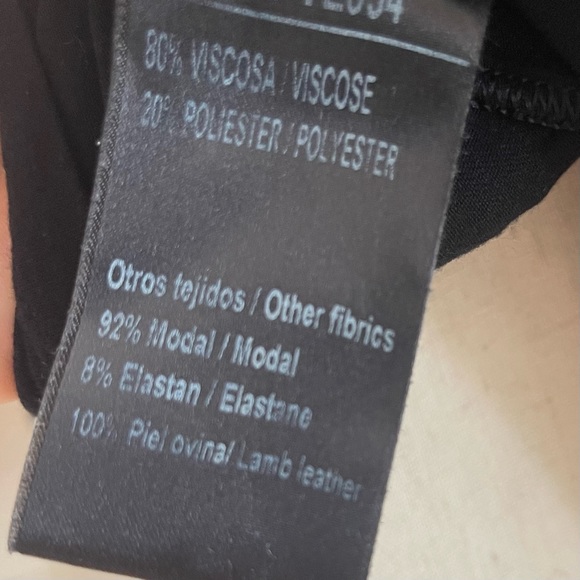 80% VISCOSA / VISCOSE
20% POLIESTER / POLYESTER
Otros tejidos / Other fibrics
92% Modal / Modal
8% Elastan / Elastane
100% Piel ovina/ Lamb leather